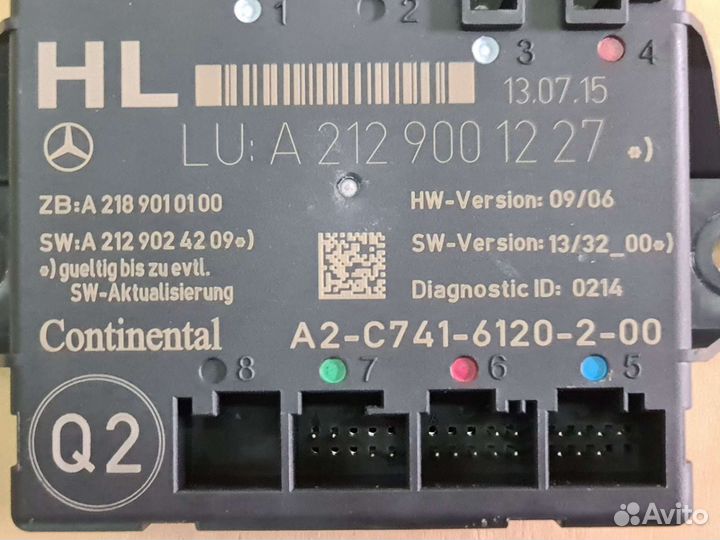 1 2
3 4
HL
13.07.15
LU: A 212 900 12 27 *)
ZB:A 218 901 01 00
HW-Version: 09/06
SW:A 212 902 42 09*)
SW-Version: 13/32_00*)
*) gueltig bis zu evtl.
SW-Aktualisierung
Diagnostic ID: 0214
Continental
A2-C741-6120-2-00
8 7 6 5
Q2
Avito